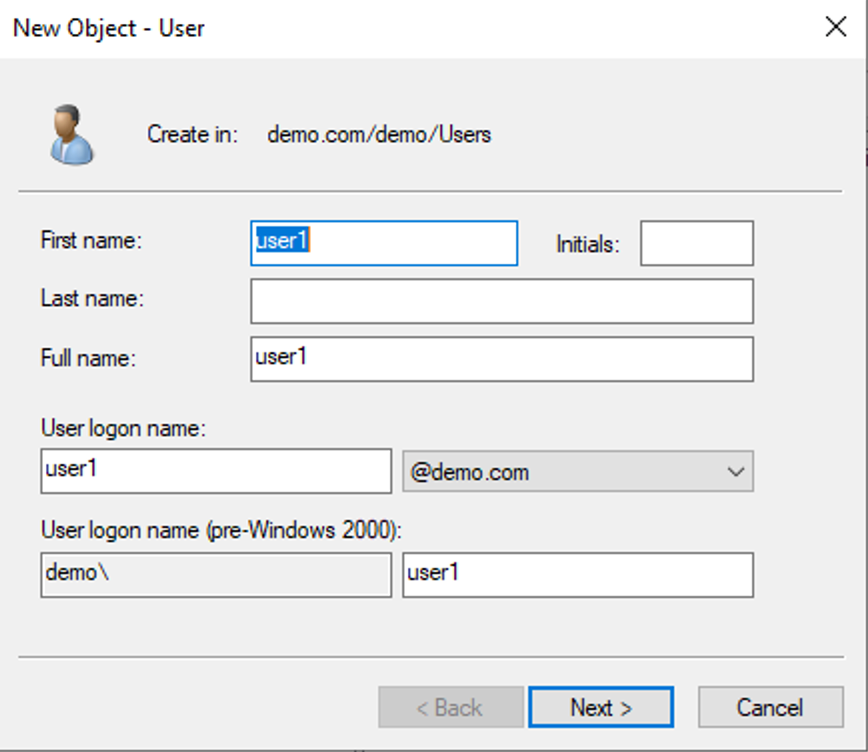 New Object - User
Create in: demo.com/demo/Users
First name: user1 Initials:
Last name:
Full name: user1
User logon name:
user1 @demo.com
User logon name (pre-Windows 2000):
demo\ user1
< Back Next > Cancel